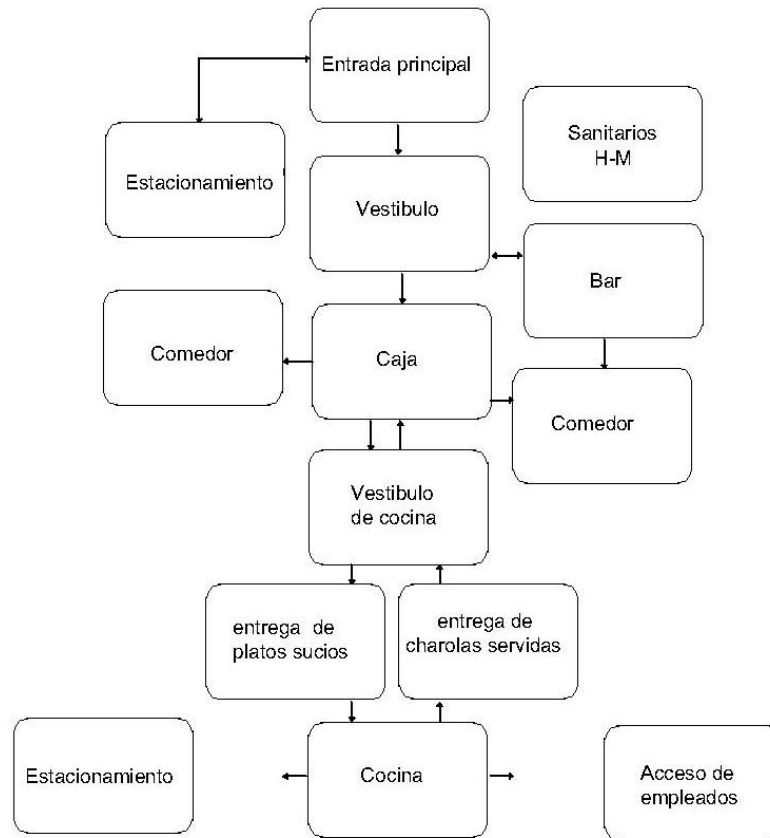 Entrada principal
Sanitarios
H-M
Estacionamiento
Vestibulo
Bar
Comedor
Caja
Comedor
Vestibulo
de cocina
entrega de
platos sucios
entrega de
charolas servidas
Estacionamiento
Cocina
Acceso de
empleados